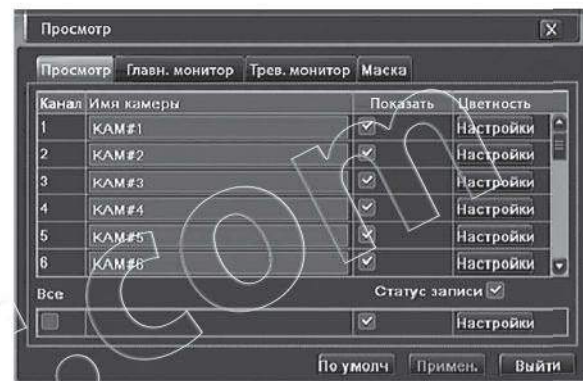 Просмотр X
Просмотр Главн. монитор Трев. монитор Маска
Канал Имя камеры Показать Цветность
1 КАМ#1 Настройки
2 КАМ#2 Настройки
3 КАМ#3 Настройки
4 КАМ#4 Настройки
5 КАМ#5 Настройки
6 КАМ#6 Настройки
Все Статус записи
Настройки
По умолч Примен. Выйти
.com